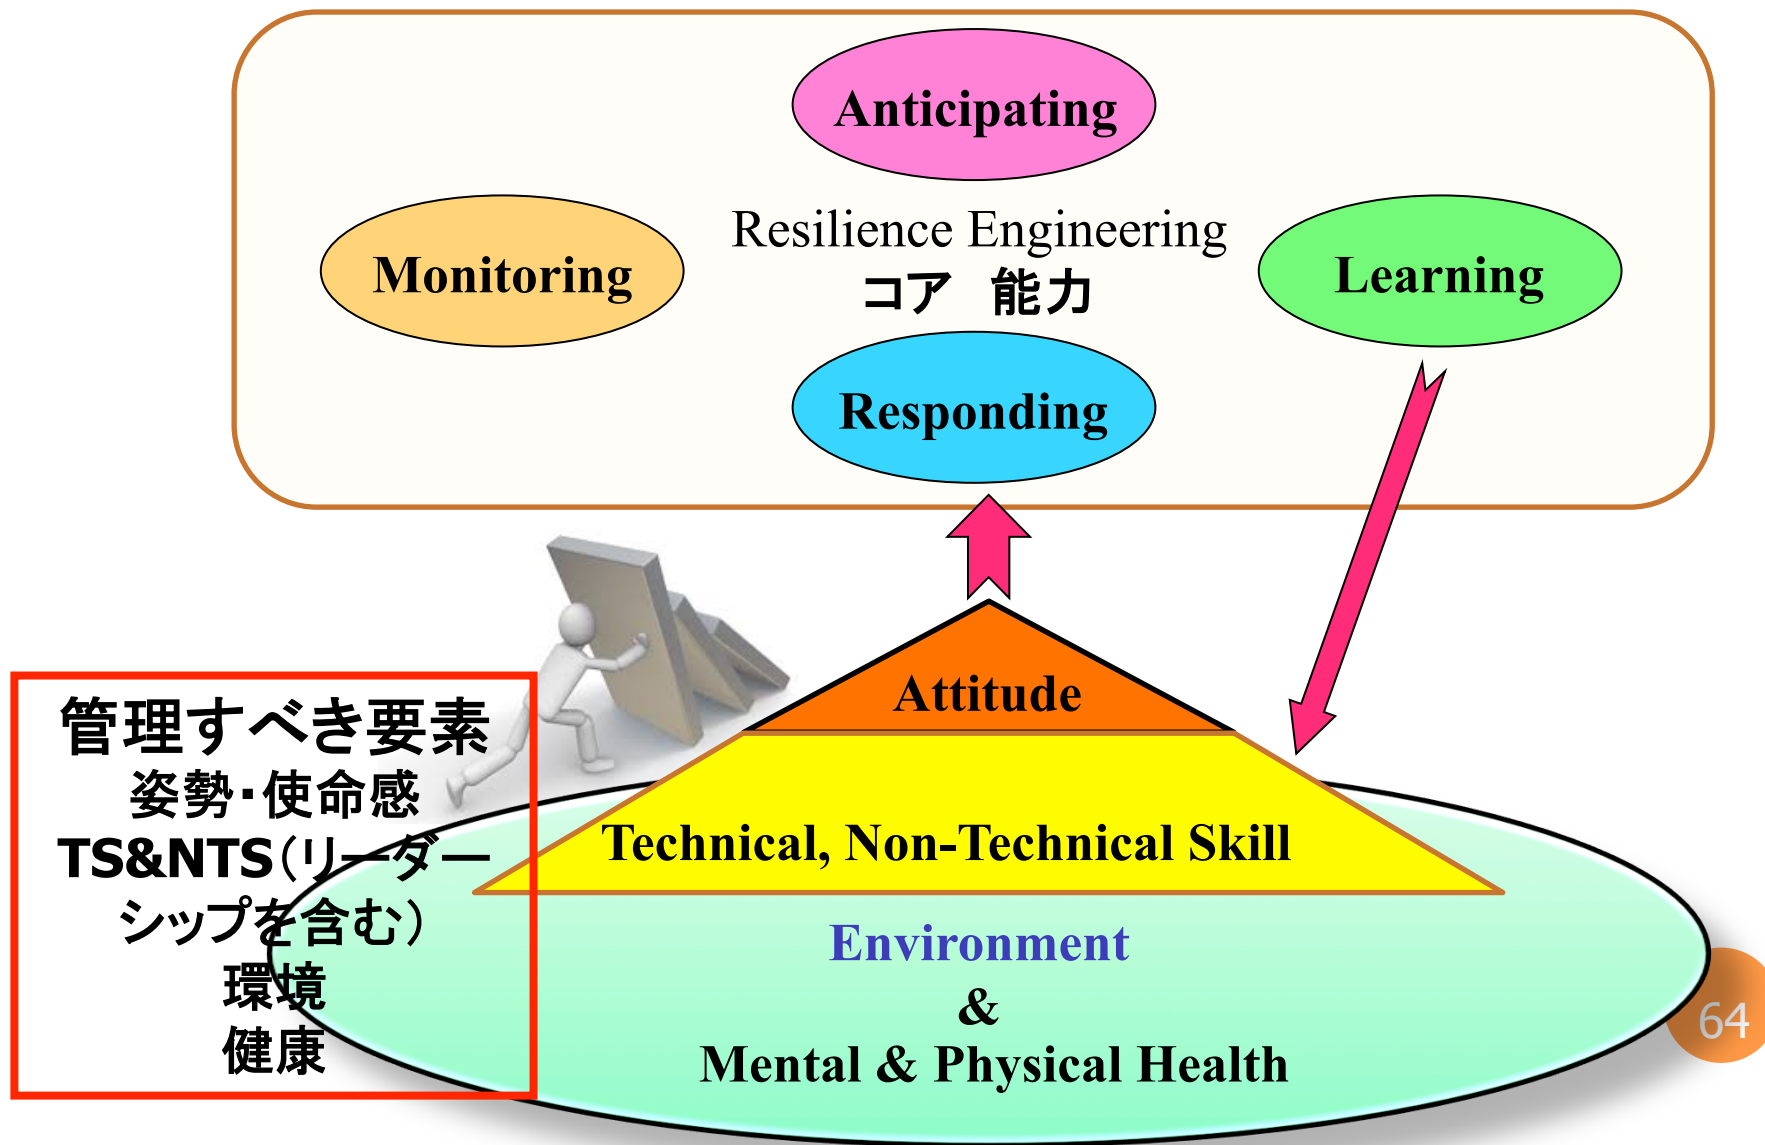 Anticipating
Monitoring
Resilience Engineering
コア　能力
Learning
Responding
Attitude
Technical, Non-Technical Skill
Environment
&
Mental & Physical Health
管理すべき要素
姿勢・使命感
TS&NTS（リーダー
シップを含む）
環境
健康
64